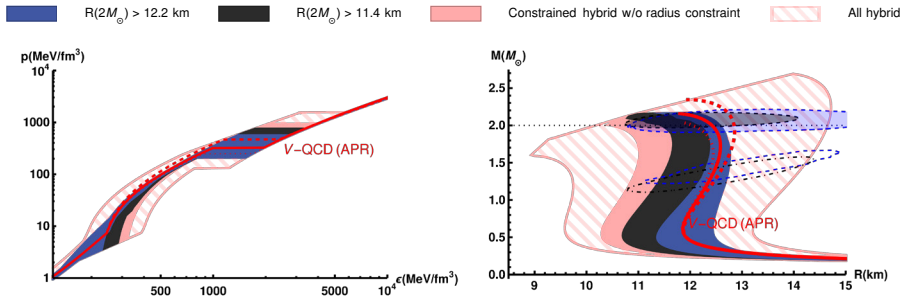 R(2M⊙) > 12.2 km R(2M⊙) > 11.4 km Constrained hybrid w/o radius constraint All hybrid
p(MeV/fm³)
10⁴
1000
100
10
1
500 1000 10⁴
ϵ(MeV/fm³)
V−QCD (APR)
M(M⊙)
2.5
2.0
1.5
1.0
0.5
0.0
9 10 11 12 13 14 15
R(km)
V−QCD (APR)